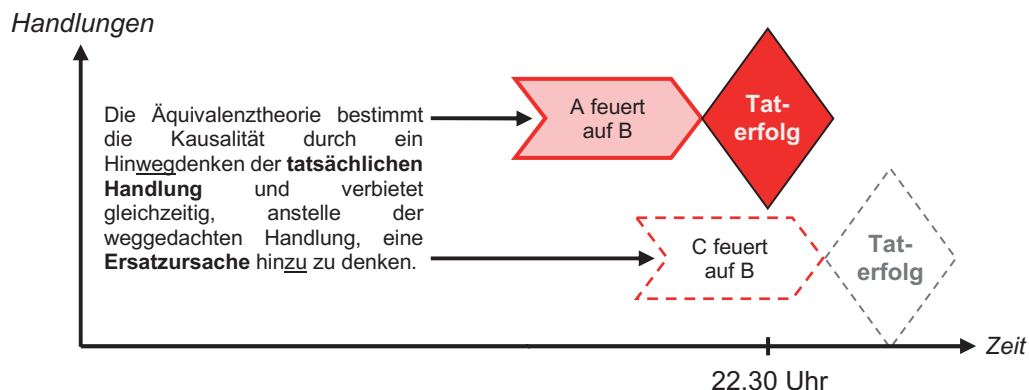 Handlungen
Die Äquivalenztheorie bestimmt
die Kausalität durch ein
Hinwegdenken der tatsächlichen
Handlung und verbietet
gleichzeitig, anstelle der
weggedachten Handlung, eine
Ersatzursache hinzu zu denken.
A feuert
auf B
Tat-
erfolg
C feuert
auf B
Tat-
erfolg
Zeit
22.30 Uhr